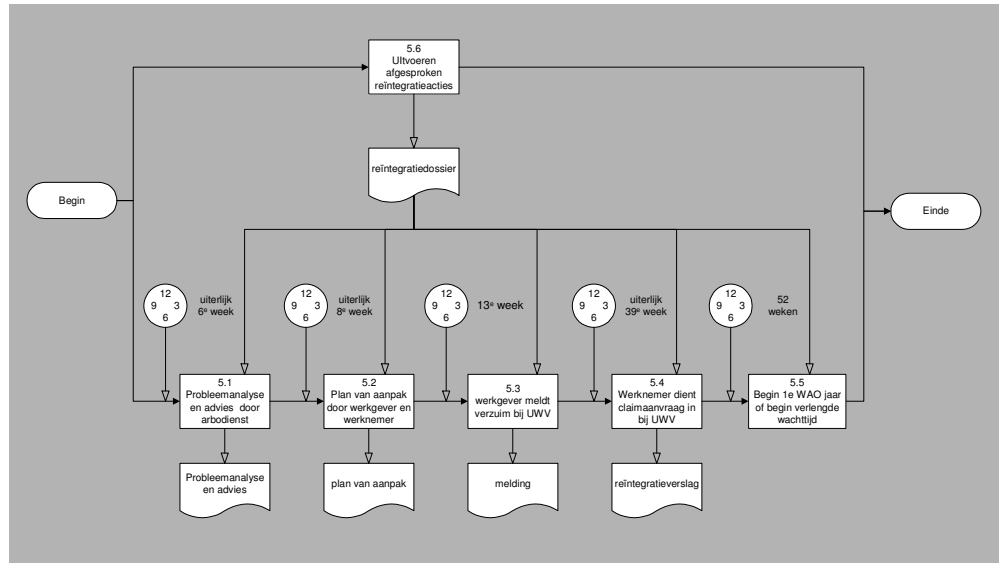 5.6
UItvoeren
afgesproken
reïntegratieacties
reïntegratiedossier
Begin
Einde
12
9 3
6
uiterlijk
6e week
12
9 3
6
uiterlijk
8e week
12
9 3
6
13e week
12
9 3
6
uiterlijk
39e week
12
9 3
6
52
weken
5.1
Probleemanalyse
en advies door
arbodienst
5.2
Plan van aanpak
door werkgever en
werknemer
5.3
werkgever meldt
verzuim bij UWV
5.4
Werknemer dient
claimaanvraag in
bij UWV
5.5
Begin 1e WAO jaar
of begin verlengde
wachttijd
Probleemanalyse
en advies
plan van aanpak
melding
reïntegratieverslag